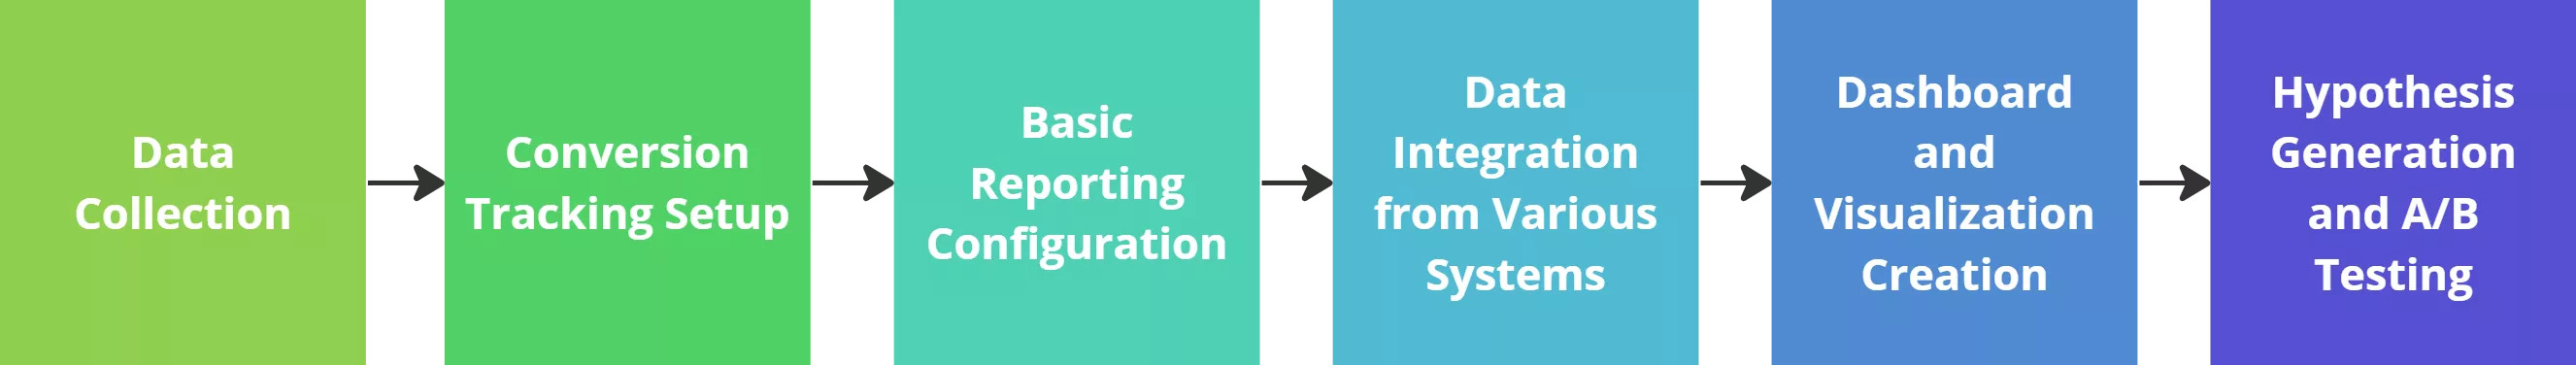 Data
Collection
Conversion
Tracking Setup
Basic
Reporting
Configuration
Data
Integration
from Various
Systems
Dashboard
and
Visualization
Creation
Hypothesis
Generation
and A/B
Testing